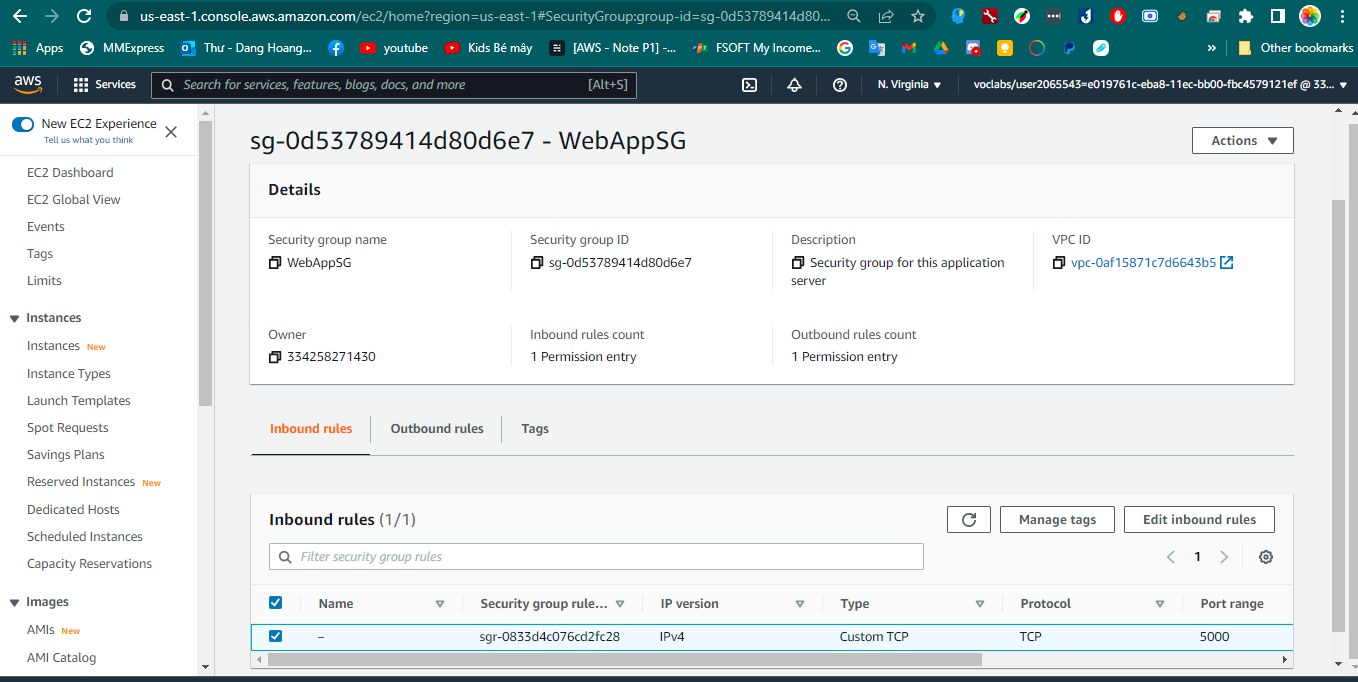 us-east-1.console.aws.amazon.com/ec2/home?region=us-east-1#SecurityGroup:group-id=sg-0d53789414d80...
Apps MMExpress Thư - Dang Hoang... youtube Kids Bé máy [AWS - Note P1] -... FSOFT My Income... » Other bookmarks
aws Services Search for services, features, blogs, docs, and more [Alt+S] N. Virginia voclabs/user2065543=e019761c-eba8-11ec-bb00-fbc4579121ef @ 33...
New EC2 Experience
Tell us what you think
EC2 Dashboard
EC2 Global View
Events
Tags
Limits
Instances
Instances New
Instance Types
Launch Templates
Spot Requests
Savings Plans
Reserved Instances New
Dedicated Hosts
Scheduled Instances
Capacity Reservations
Images
AMIs New
AMI Catalog
sg-0d53789414d80d6e7 - WebAppSG
Actions
Details
Security group name
WebAppSG
Security group ID
sg-0d53789414d80d6e7
Description
Security group for this application
server
VPC ID
vpc-0af15871c7d6643b5
Owner
334258271430
Inbound rules count
1 Permission entry
Outbound rules count
1 Permission entry
Inbound rules Outbound rules Tags
Inbound rules (1/1)
Manage tags Edit inbound rules
Filter security group rules
1
Name Security group rule... IP version Type Protocol Port range
– sgr-0833d4c076cd2fc28 IPv4 Custom TCP TCP 5000